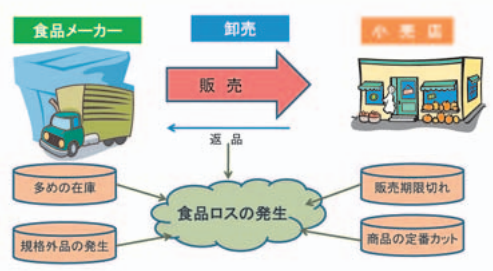 食品メーカー
卸売
小売店
販売
返品
多めの在庫
販売期限切れ
食品ロスの発生
規格外品の発生
商品の定番カット